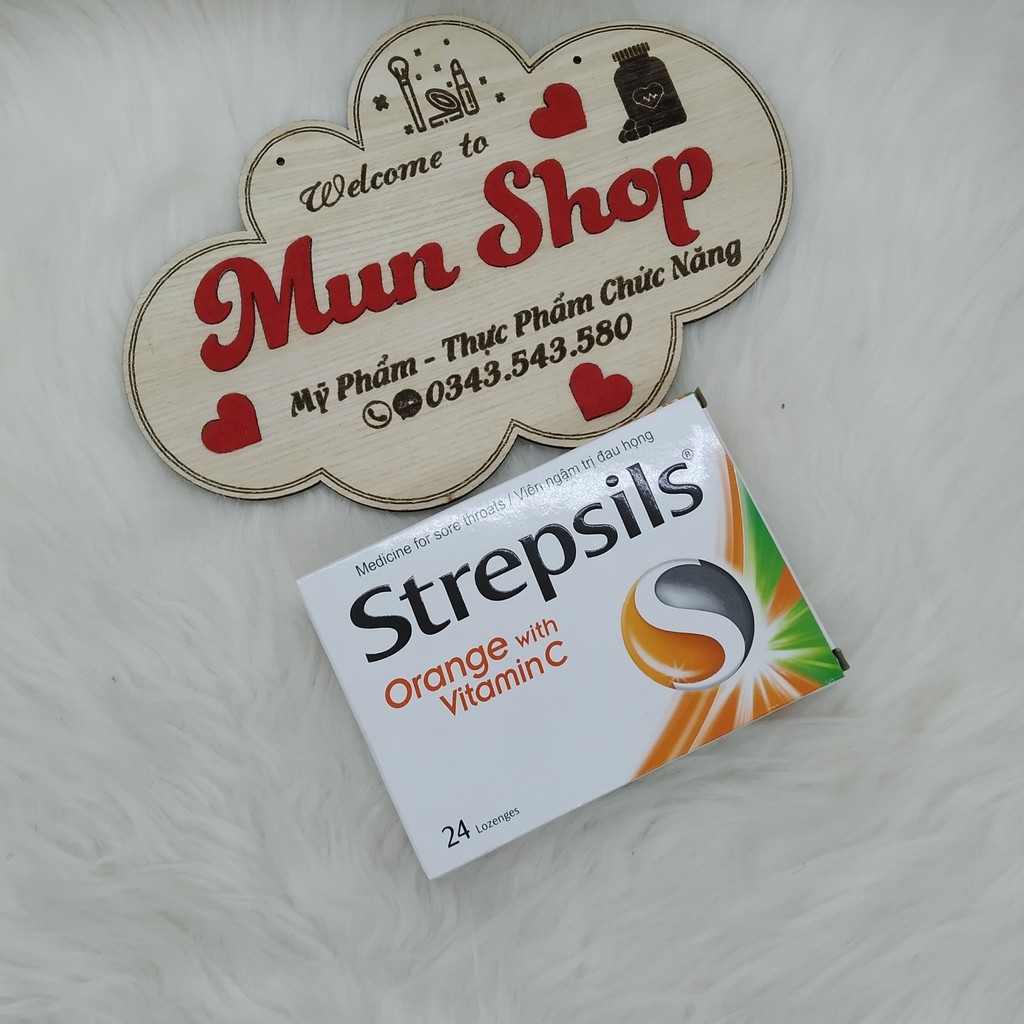 Welcome to
Mun Shop
Mỹ Phẩm - Thực Phẩm Chức Năng
0343.543.580
Medicine for sore throats / Viên ngậm trị đau họng
Strepsils®
Orange with
Vitamin C
24 Lozenges